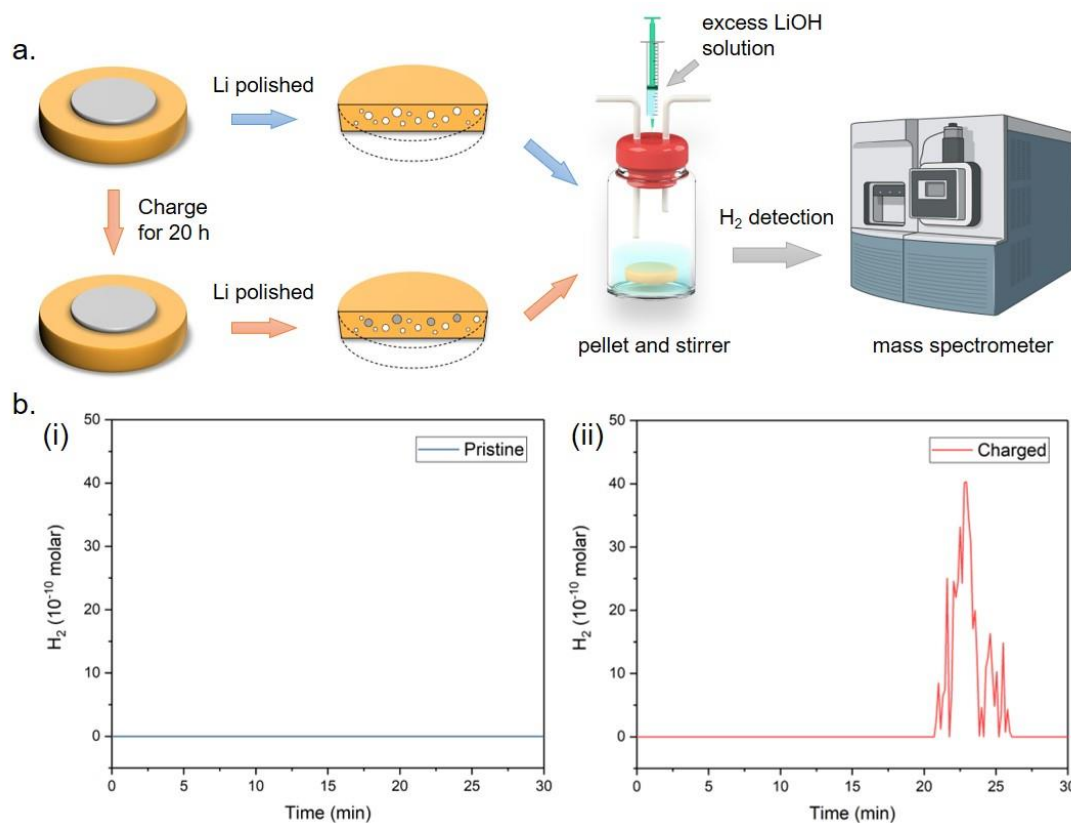 a.
Li polished
excess LiOH
solution
Charge
for 20 h
H₂ detection
Li polished
pellet and stirrer
mass spectrometer
b.
(i)
Pristine
H₂ (10⁻¹⁰ molar)
50
40
30
20
10
0
0 5 10 15 20 25 30
Time (min)
(ii)
Charged
H₂ (10⁻¹⁰ molar)
50
40
30
20
10
0
0 5 10 15 20 25 30
Time (min)